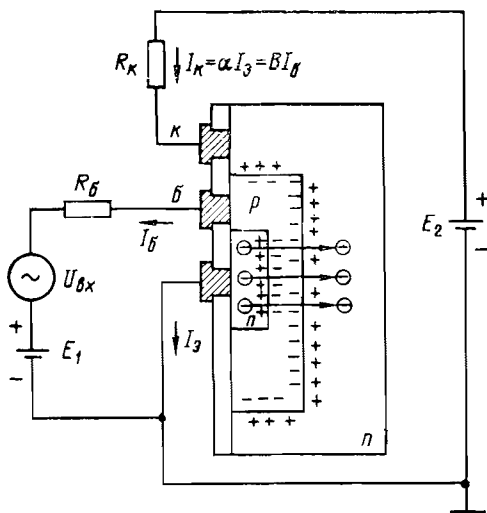 Rк
Iк=αIэ=BIб
к
+ + +
Rб
б
p
Iб
+
E2
−
Uвх
n
+
E1
−
Iэ
+ + +
n